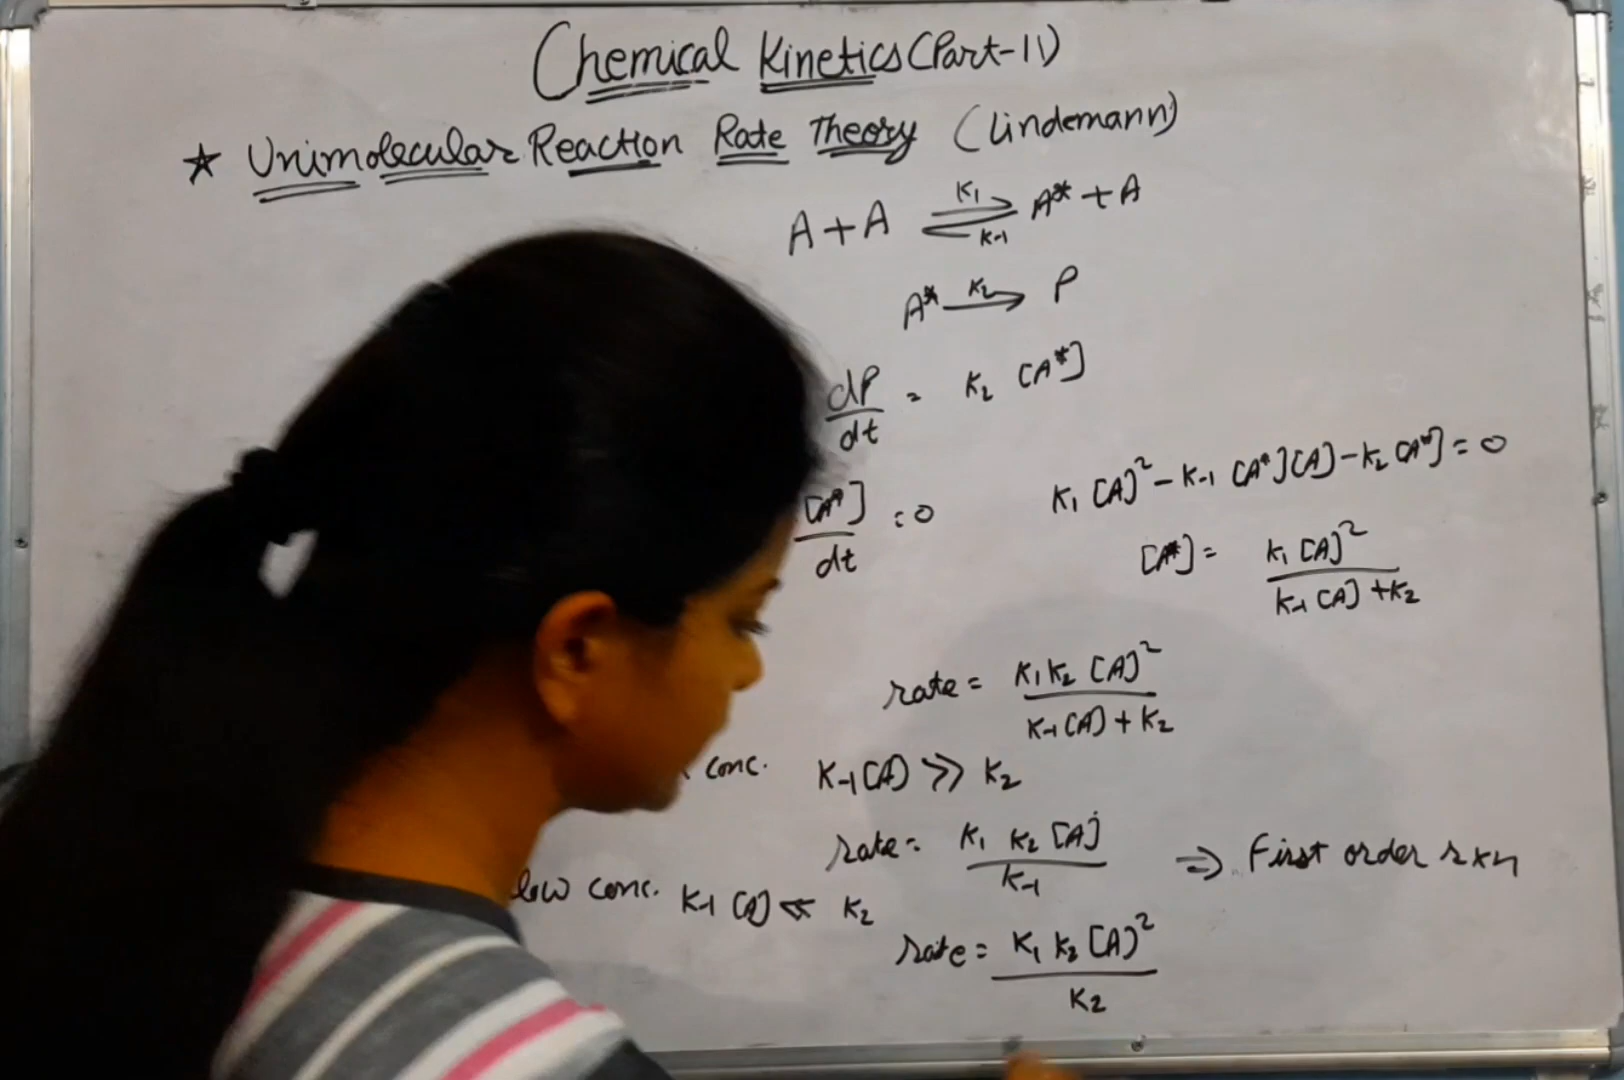 Chemical Kinetics (Part-11)
★ Unimolecular Reaction Rate Theory (Lindemann)
A + A ⇌ A* + A
K1
K-1
A* → P
K2
dP/dt = K2 [A*]
[A*]/dt = 0
K1 [A]² - K-1 [A*][A] - K2 [A*] = 0
[A*] = K1 [A]² / K-1 [A] + K2
rate = K1 K2 [A]² / K-1 [A] + K2
conc. K-1 [A] >> K2
rate = K1 K2 [A] / K-1 ⇒ First order rxn
low conc. K-1 [A] << K2
rate = K1 K2 [A]² / K2